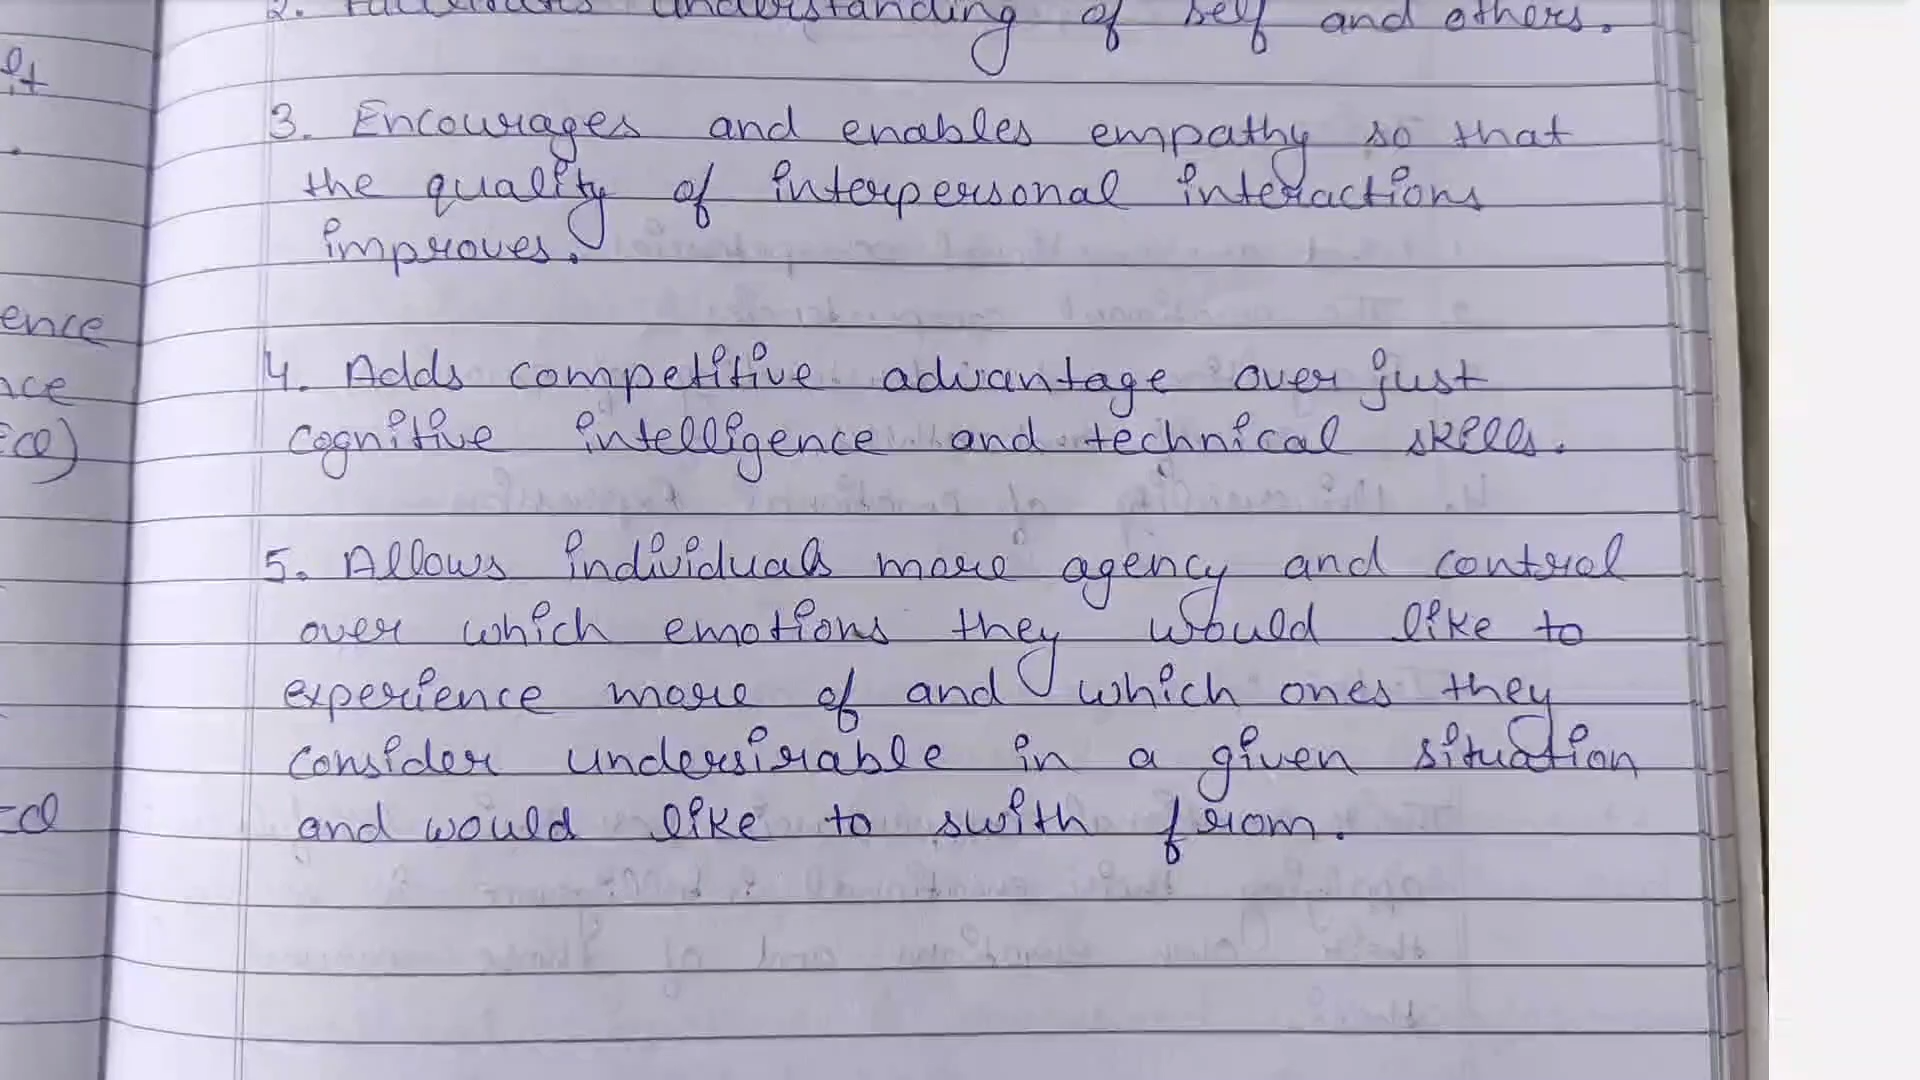 2. Facilitates understanding of self and others.
3. Encourages and enables empathy so that
the quality of interpersonal interactions
improves.
4. Adds competitive advantage over just
cognitive intelligence and technical skills.
5. Allows individuals more agency and control
over which emotions they would like to
experience more of and which ones they
consider undersirable in a given situation
and would like to swith from.
ence